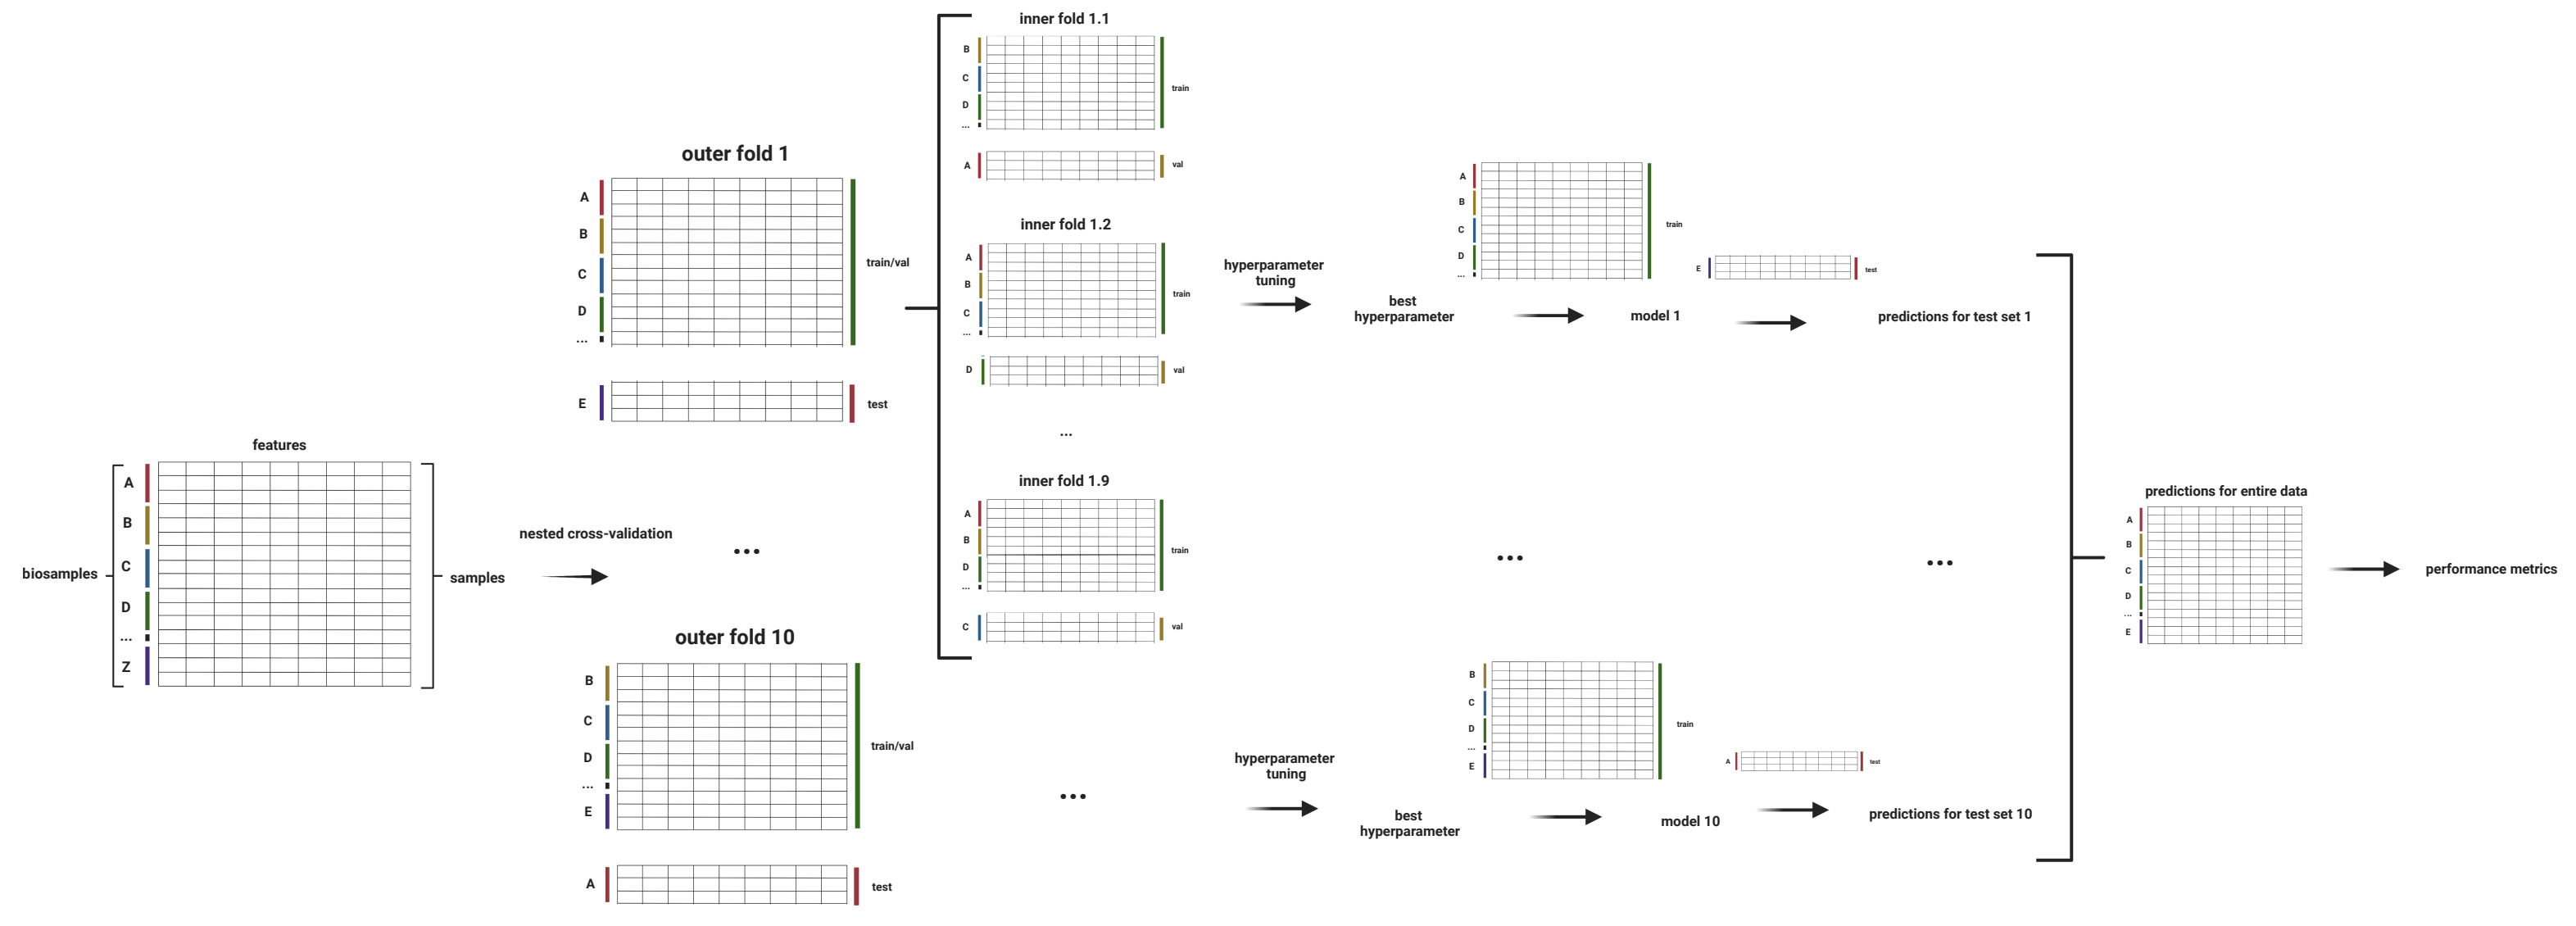 features
biosamples
A
B
C
D
...
Z
samples
nested cross-validation
outer fold 1
A
B
C
D
...
train/val
E
test
...
outer fold 10
B
C
D
...
E
train/val
A
test
inner fold 1.1
B
C
D
...
train
A
val
inner fold 1.2
A
B
C
...
train
D
val
...
inner fold 1.9
A
B
D
...
train
C
val
...
hyperparameter
tuning
best
hyperparameter
A
B
C
D
...
train
model 1
E
test
predictions for test set 1
...
...
hyperparameter
tuning
best
hyperparameter
B
C
D
...
E
train
model 10
A
test
predictions for test set 10
predictions for entire data
A
B
C
D
...
E
performance metrics